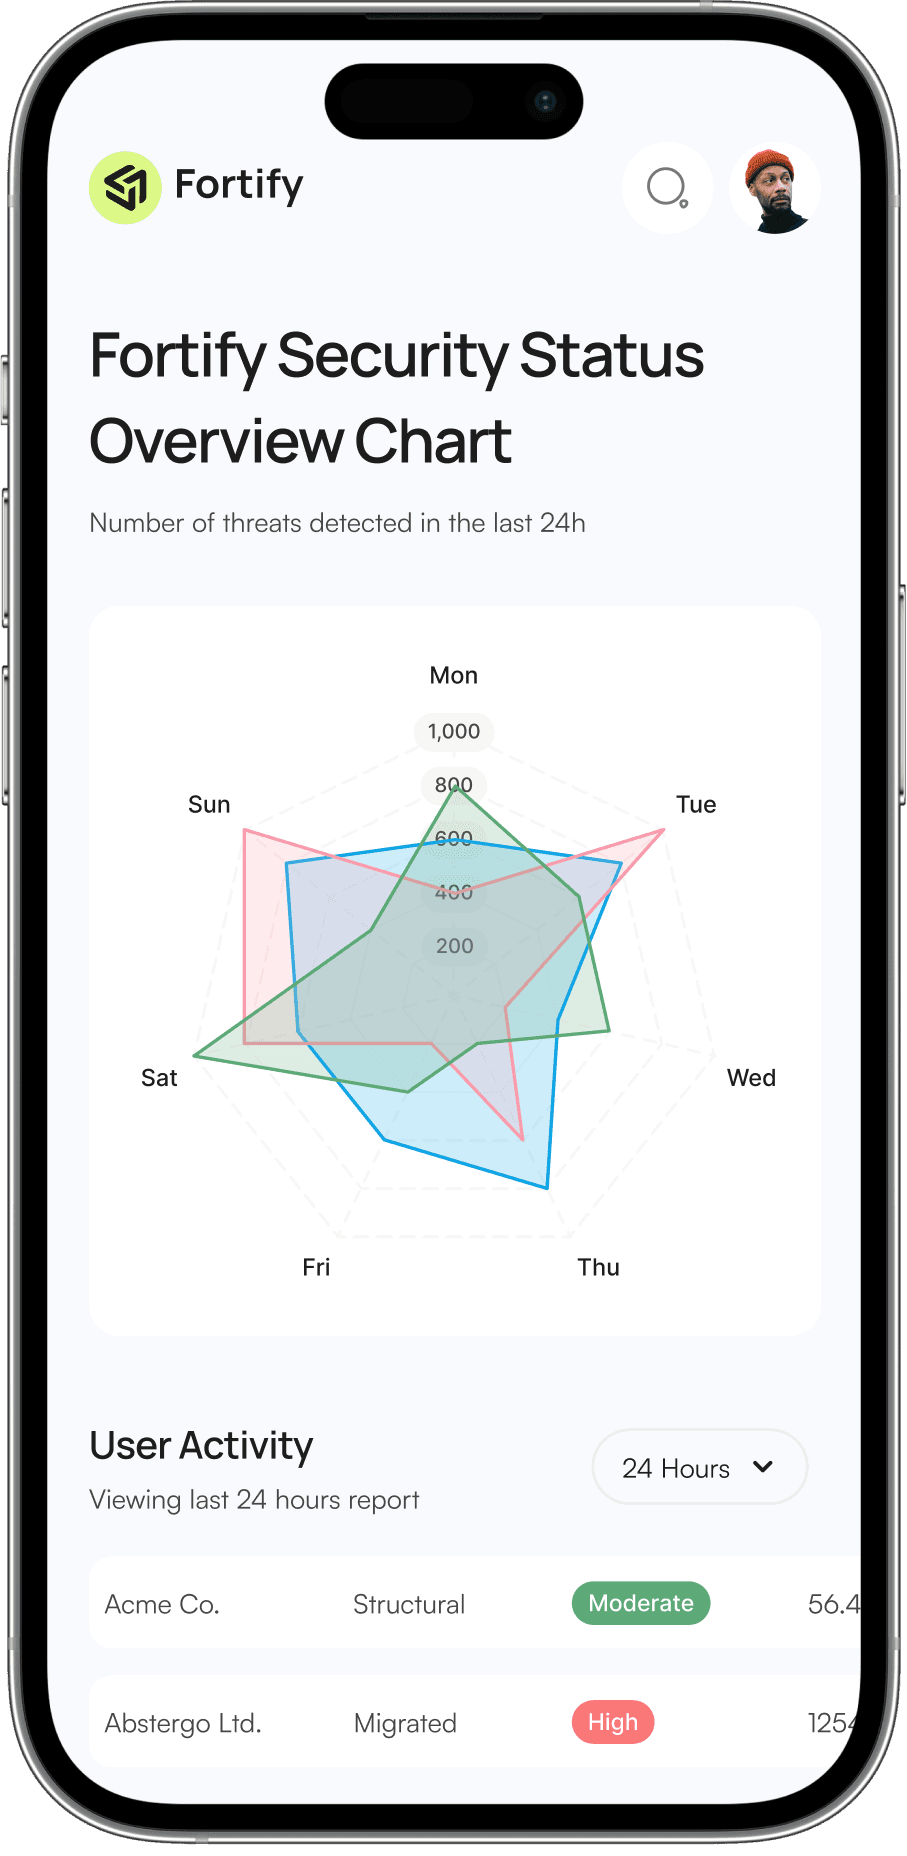 Fortify
Fortify Security Status
Overview Chart
Number of threats detected in the last 24h
Mon
1,000
800
600
400
200
Sun
Tue
Sat
Wed
Fri
Thu
User Activity
Viewing last 24 hours report
24 Hours
Acme Co. Structural Moderate 56.4
Abstergo Ltd. Migrated High 1254